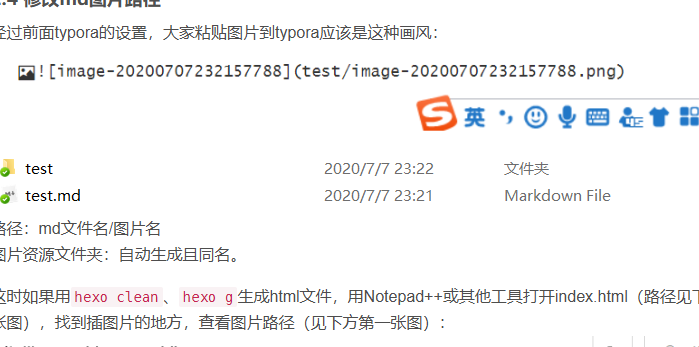 修改md图片路径
过前面typora的设置，大家粘贴图片到typora应该是这种画风：
![image-20200707232157788](test/image-20200707232157788.png)
S 英
test 2020/7/7 23:22 文件夹
test.md 2020/7/7 23:21 Markdown File
路径：md文件名/图片名
图片资源文件夹：自动生成且同名。
这时如果用hexo clean、hexo g生成html文件，用Notepad++或其他工具打开index.html（路径见下
张图），找到插图片的地方，查看图片路径（见下方第一张图）：